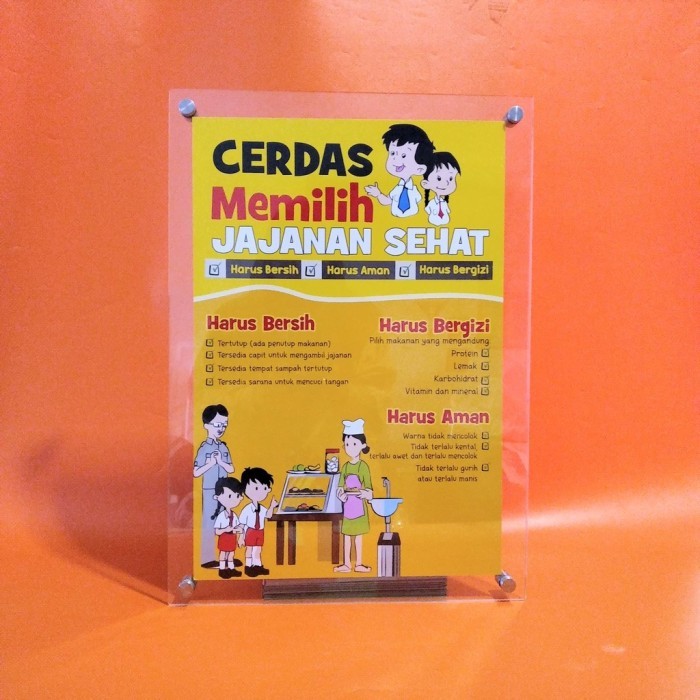 CERDAS
Memilih
JAJANAN SEHAT
Harus Bersih Harus Aman Harus Bergizi
Harus Bersih
Tertutup (ada penutup makanan)
Tersedia capit untuk mengambil jajanan
Tersedia tempat sampah tertutup
Tersedia sarana untuk mencuci tangan
Harus Bergizi
Pilih makanan yang mengandung
Protein
Lemak
Karbohidrat
Vitamin dan mineral
Harus Aman
Warna tidak mencolok
Tidak terlalu kental,
terlalu awet dan terlalu mencolok
Tidak terlalu gurih
atau terlalu manis